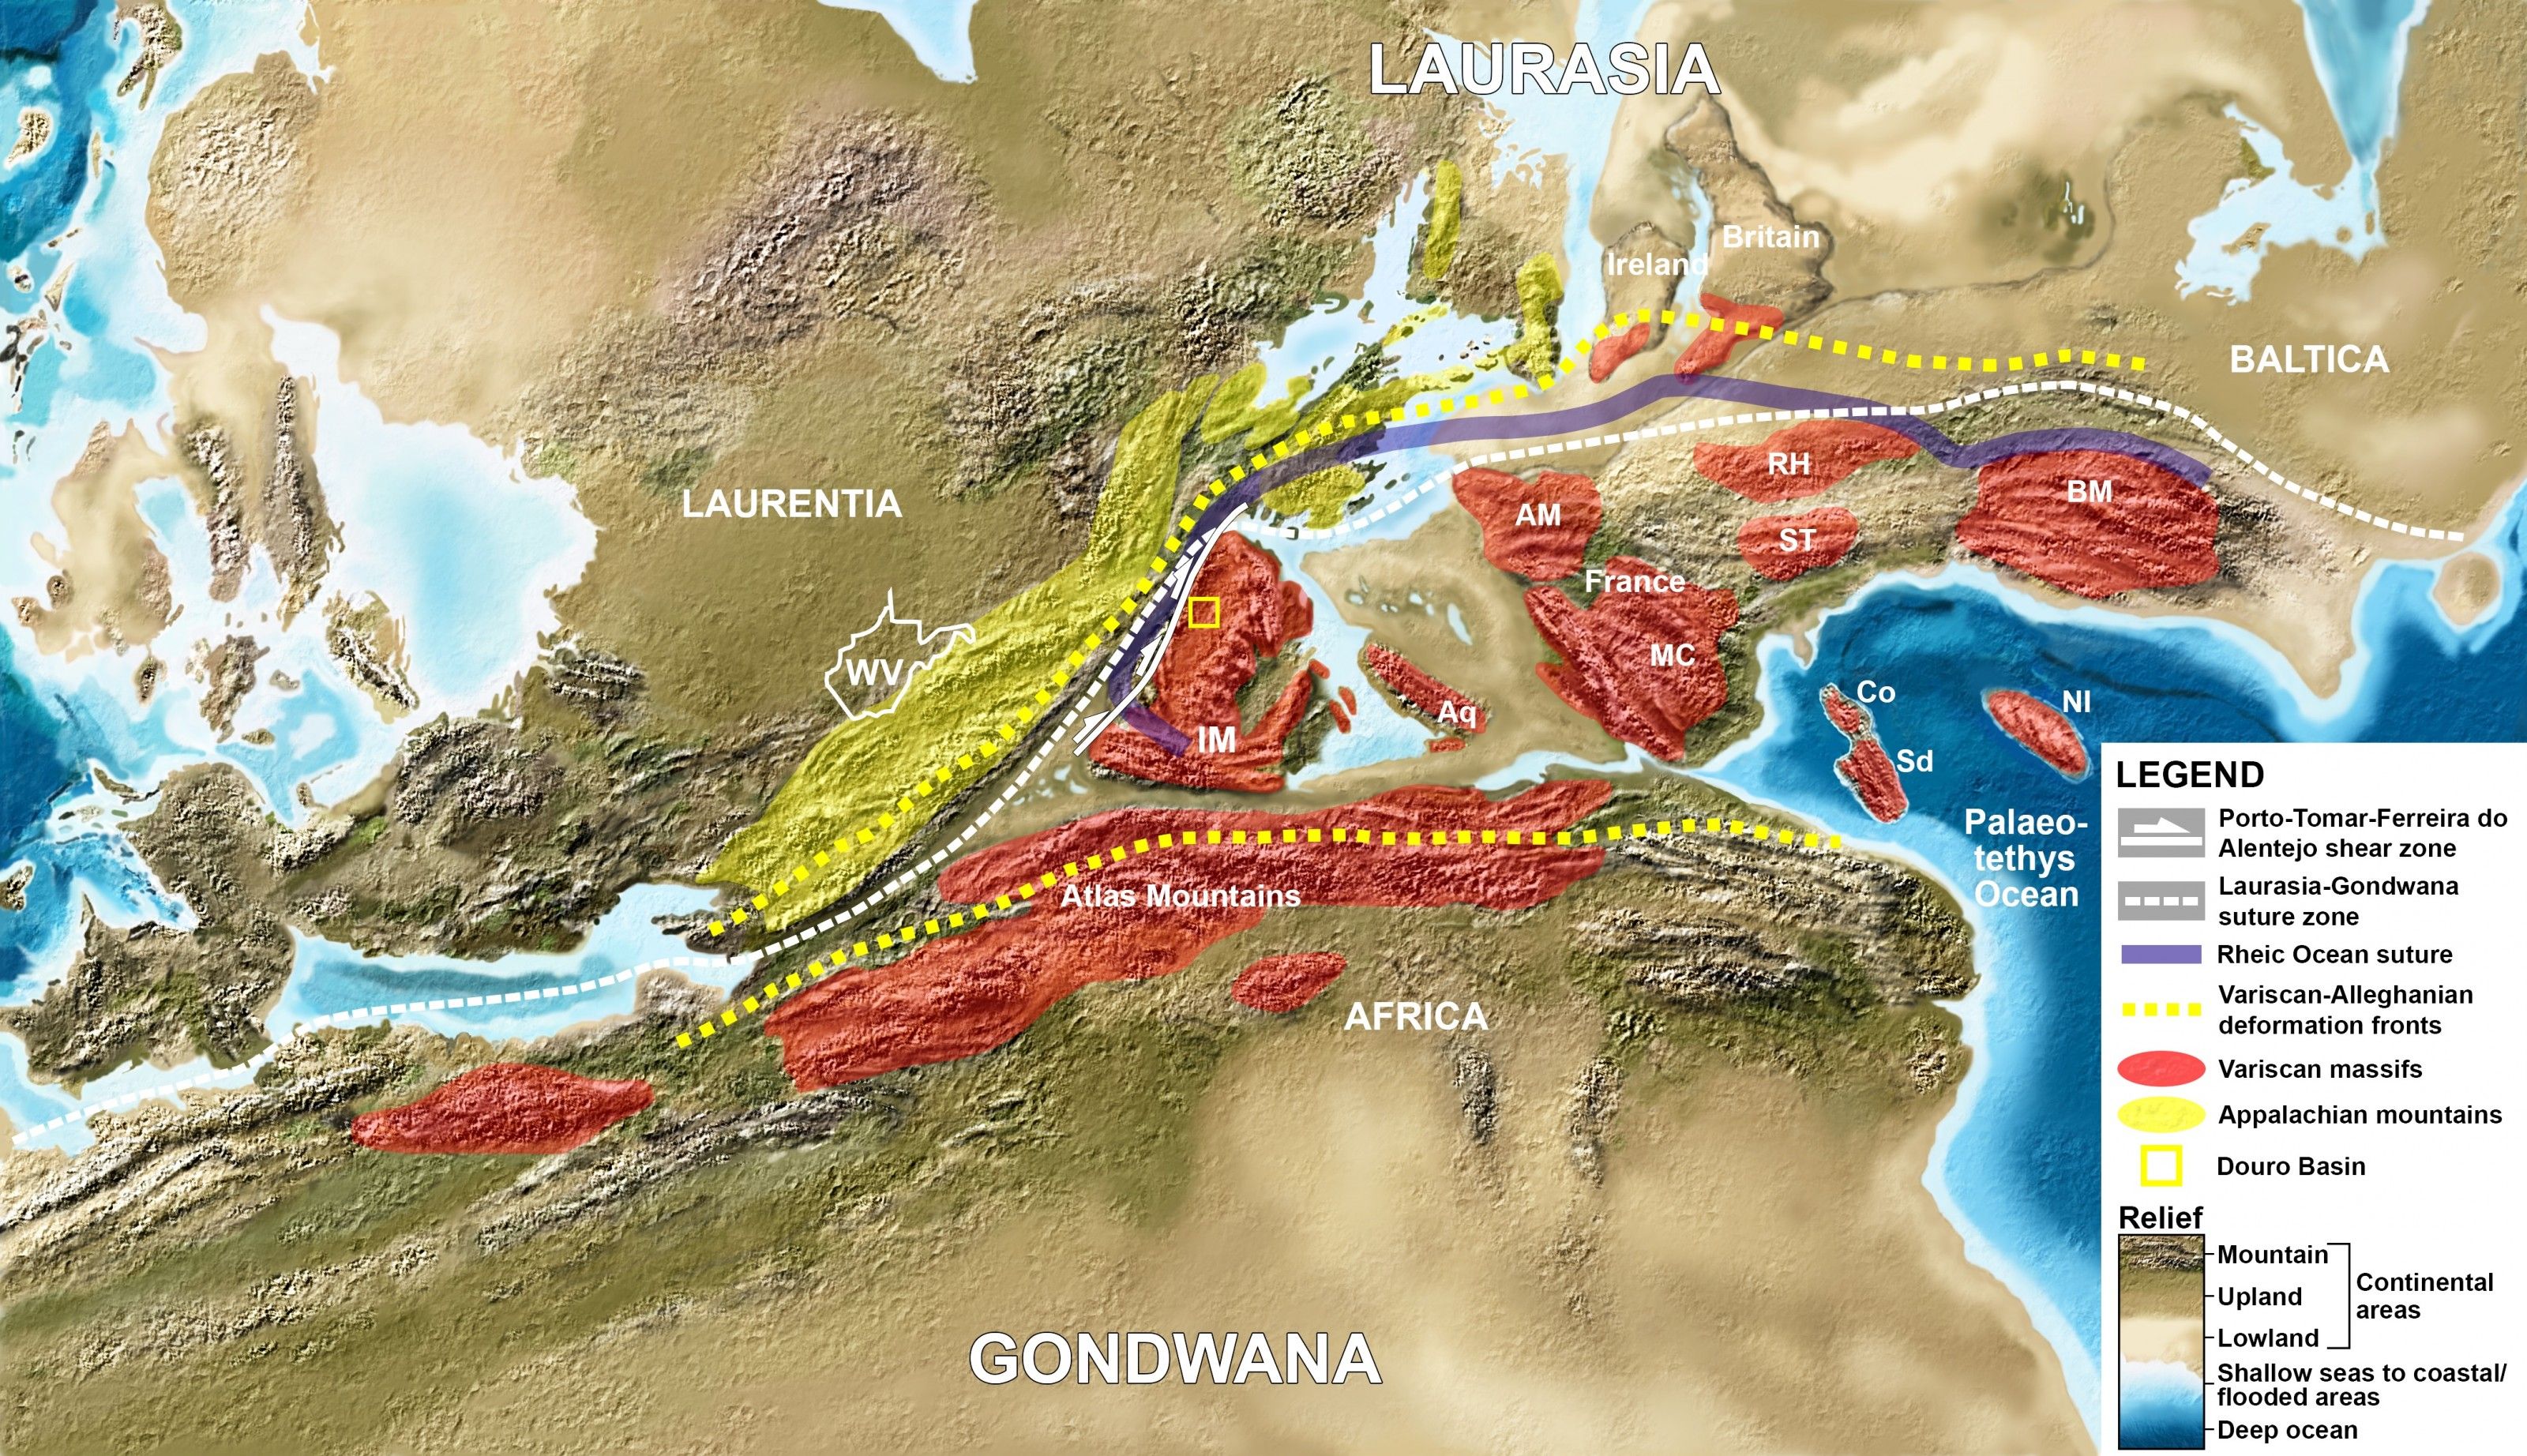 LAURASIA
Britain
Ireland
BALTICA
LAURENTIA
RH
BM
AM
ST
France
WV
MC
Co
NI
Aq
IM
Sd
Palaeo-
tethys
Ocean
Atlas Mountains
AFRICA
GONDWANA
LEGEND
Porto-Tomar-Ferreira do
Alentejo shear zone
Laurasia-Gondwana
suture zone
Rheic Ocean suture
Variscan-Alleghanian
deformation fronts
Variscan massifs
Appalachian mountains
Douro Basin
Relief
Mountain
Upland
Lowland
Continental
areas
Shallow seas to coastal/
flooded areas
Deep ocean